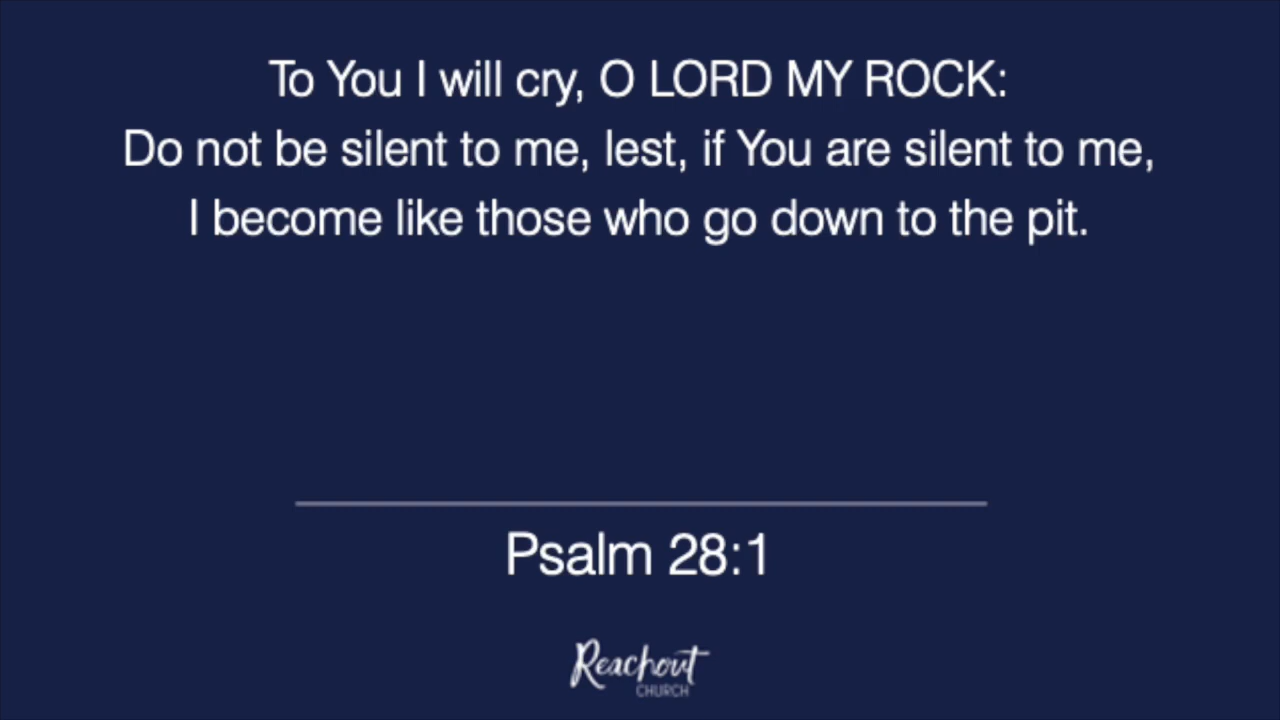 To You I will cry, O LORD MY ROCK:
Do not be silent to me, lest, if You are silent to me,
I become like those who go down to the pit.
Psalm 28:1
Reachout
CHURCH